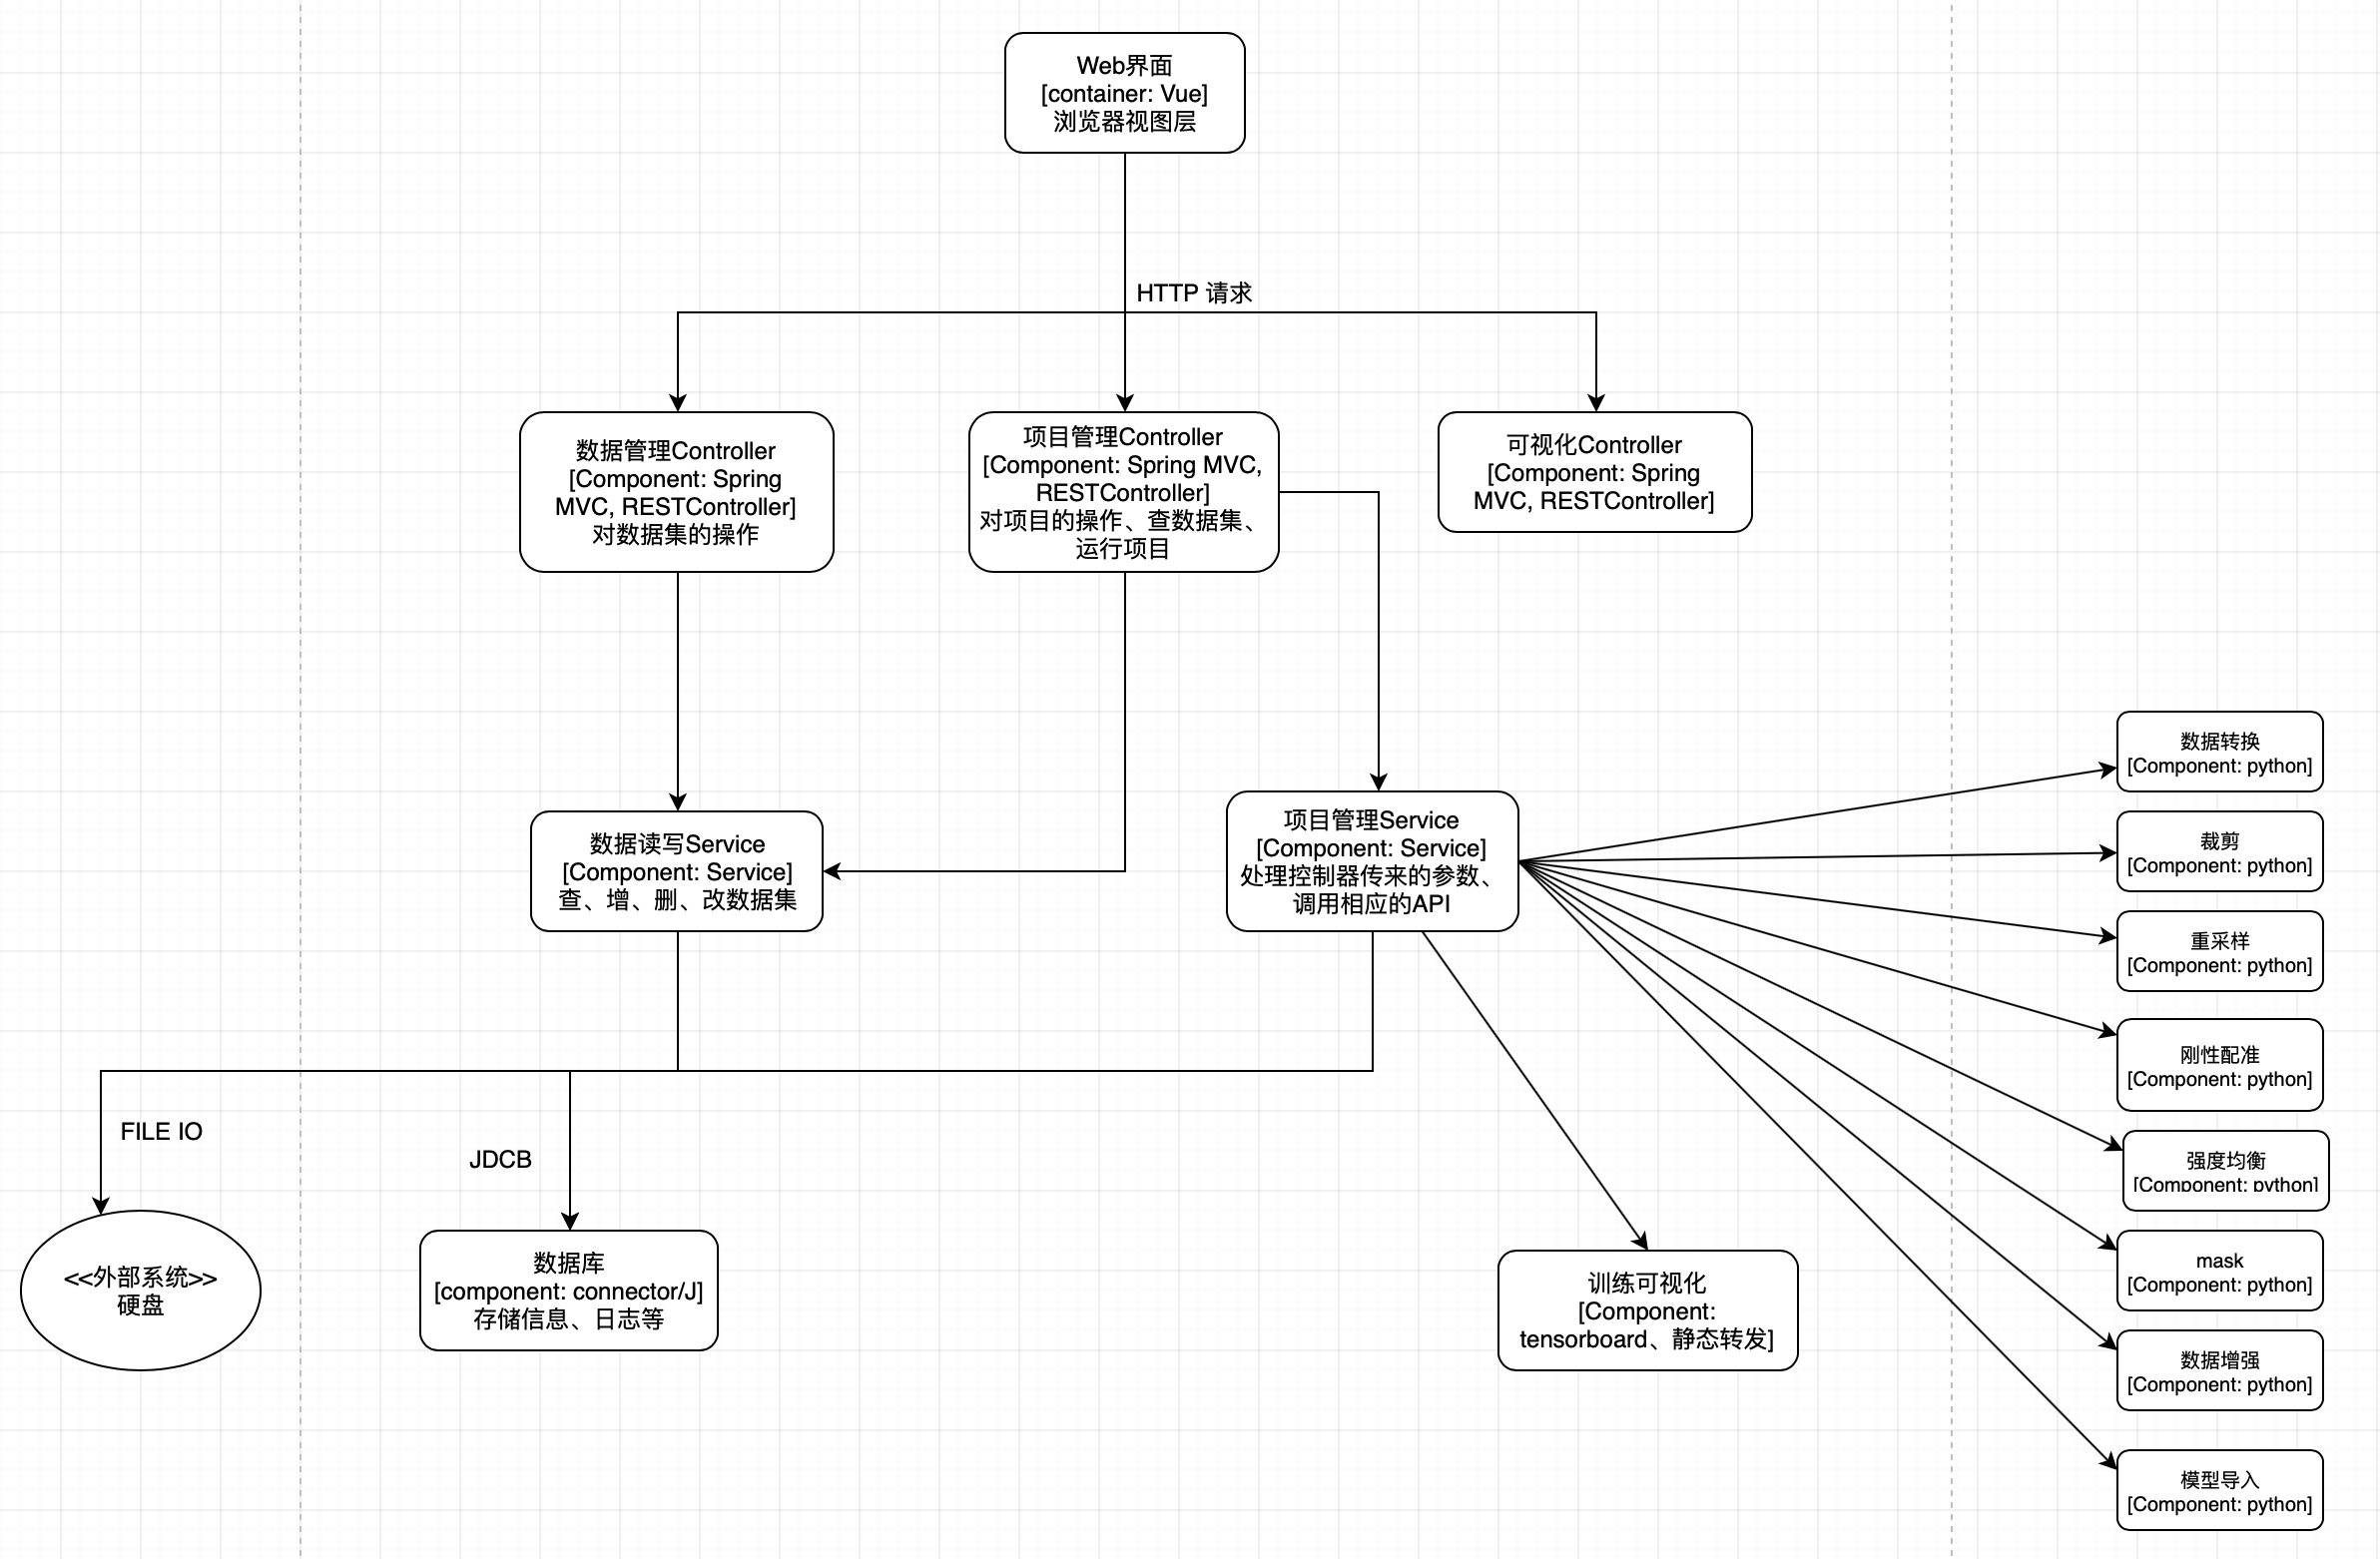 Web界面
[container: Vue]
浏览器视图层
HTTP 请求
数据管理Controller
[Component: Spring
MVC, RESTController]
对数据集的操作
项目管理Controller
[Component: Spring MVC,
RESTController]
对项目的操作、查数据集、
运行项目
可视化Controller
[Component: Spring
MVC, RESTController]
数据读写Service
[Component: Service]
查、增、删、改数据集
项目管理Service
[Component: Service]
处理控制器传来的参数、
调用相应的API
数据转换
[Component: python]
裁剪
[Component: python]
重采样
[Component: python]
刚性配准
[Component: python]
强度均衡
[Component: python]
mask
[Component: python]
数据增强
[Component: python]
模型导入
[Component: python]
FILE IO
JDCB
<<外部系统>>
硬盘
数据库
[component: connector/J]
存储信息、日志等
训练可视化
[Component:
tensorboard、静态转发]